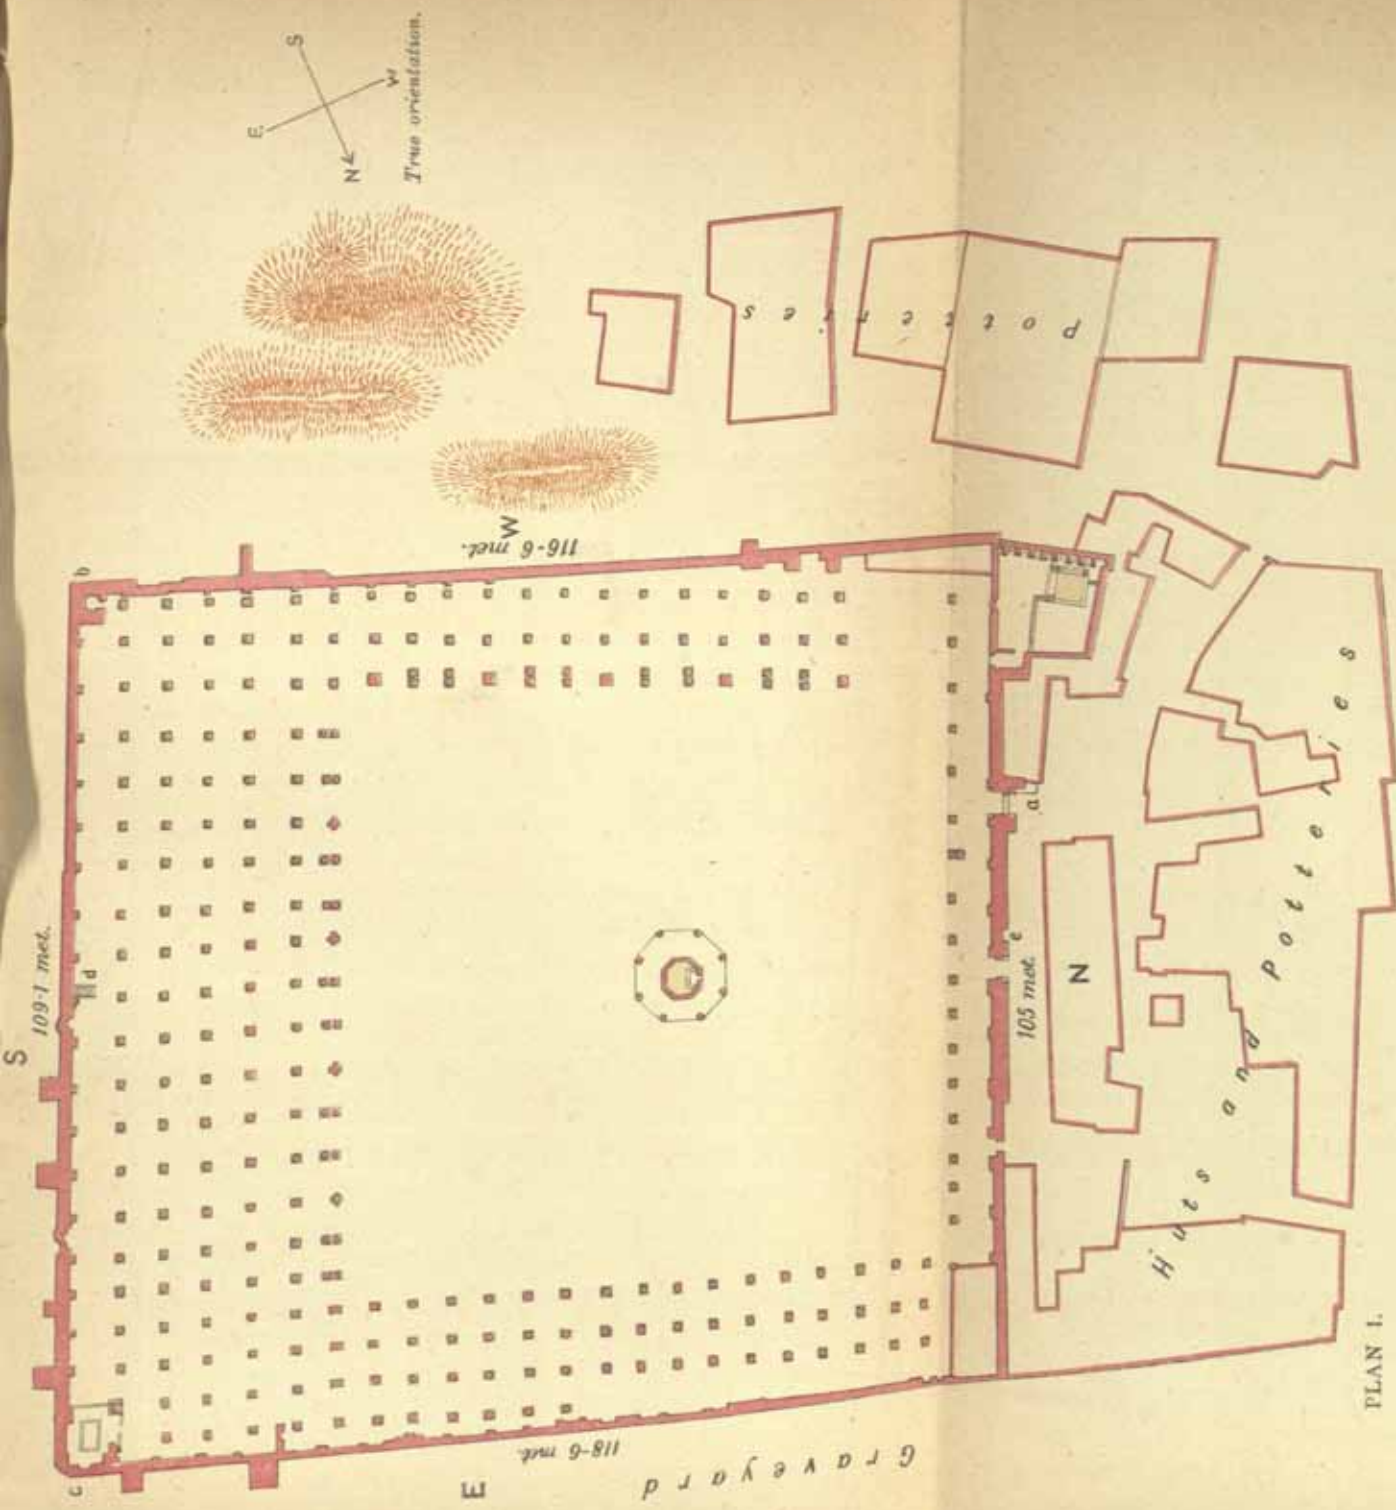 E
S
N
W
True orientation.
S
109·1 met.
b
c
d
W
116-6 met.
E
118-6 met.
Graveyard
potteries
a
e
105 met.
N
Huts and Potteries
PLAN I.